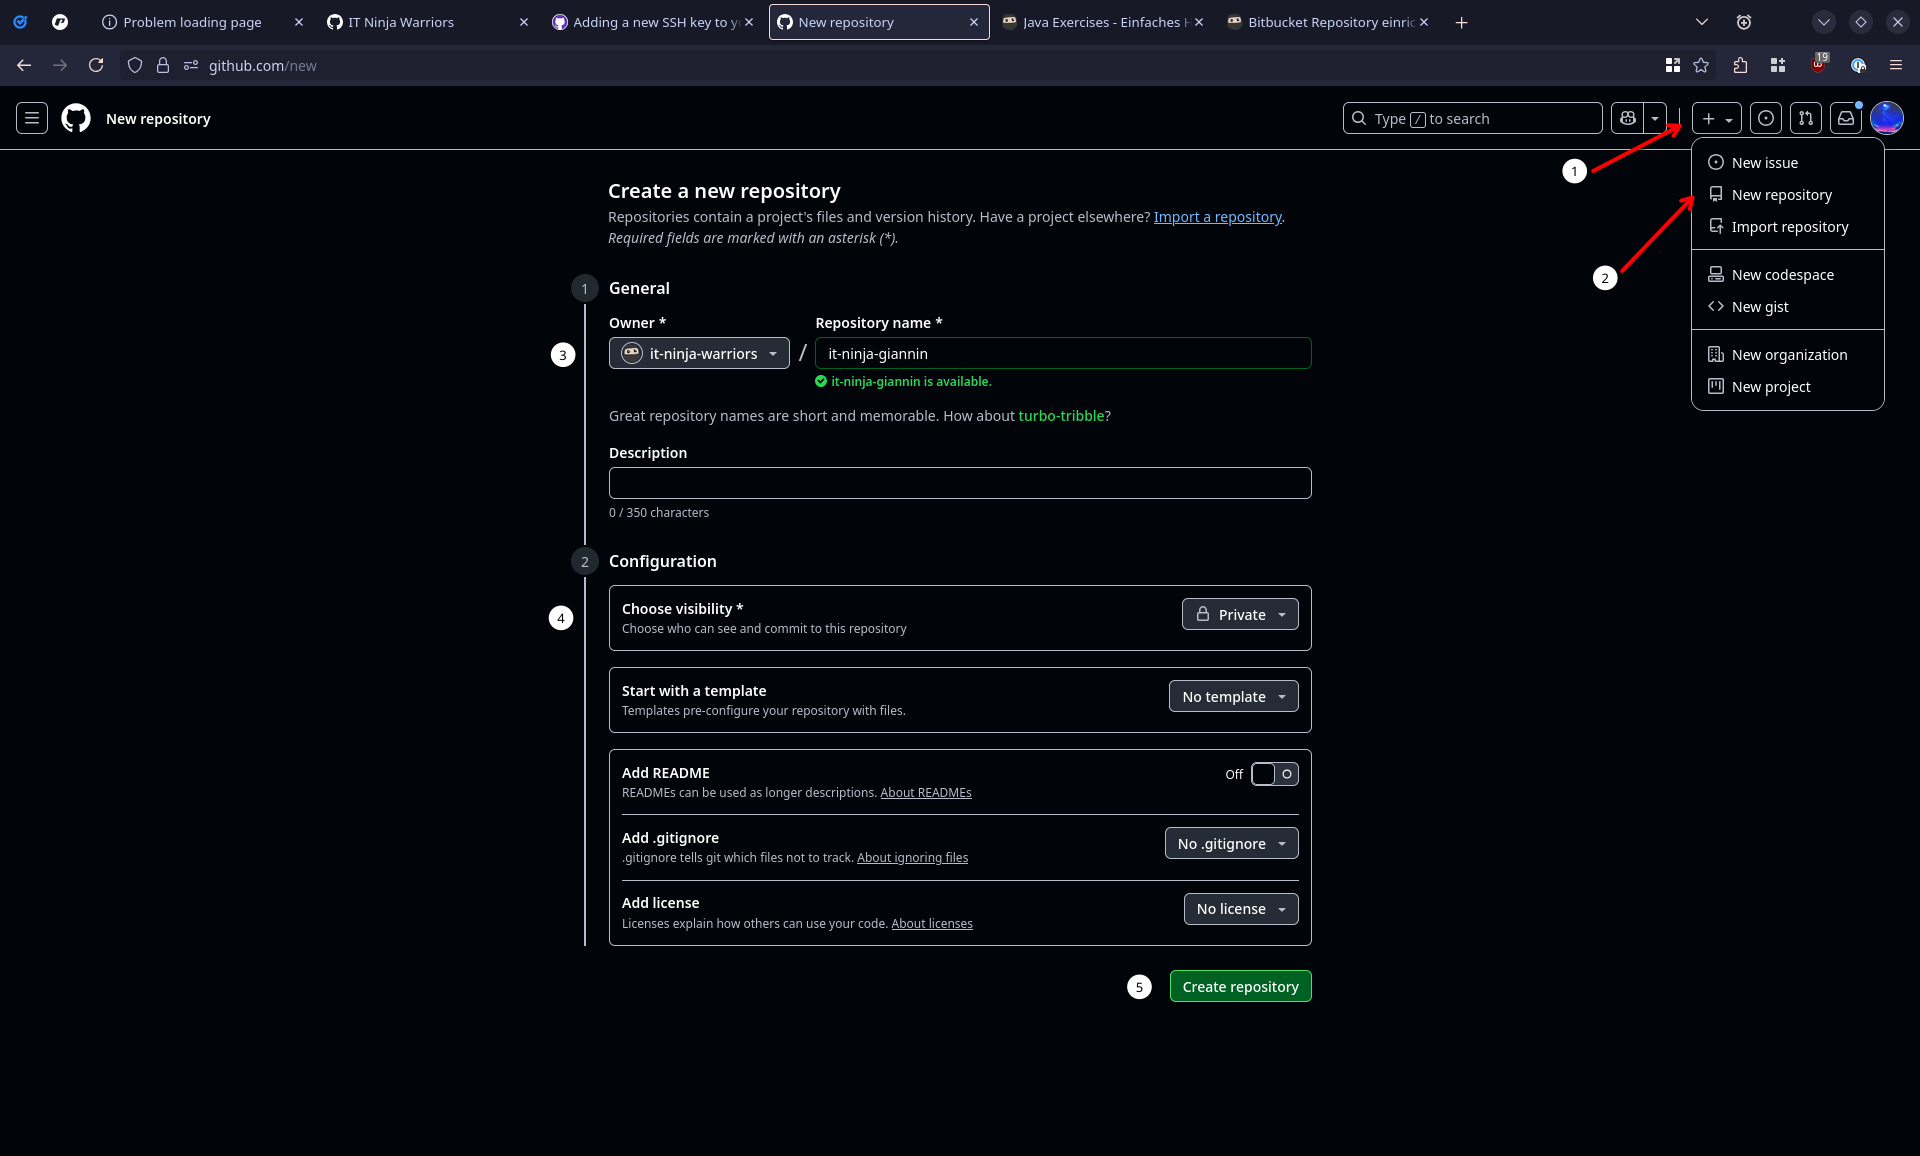 Problem loading page
IT Ninja Warriors
Adding a new SSH key to y
New repository
Java Exercises - Einfaches H
Bitbucket Repository einric
github.com/new
19
New repository
Type / to search
1
New issue
New repository
Import repository
2
New codespace
New gist
New organization
New project
Create a new repository
Repositories contain a project's files and version history. Have a project elsewhere? Import a repository.
Required fields are marked with an asterisk (*).
1 General
Owner * Repository name *
3 it-ninja-warriors / it-ninja-giannin
it-ninja-giannin is available.
Great repository names are short and memorable. How about turbo-tribble?
Description
0 / 350 characters
2 Configuration
4
Choose visibility *
Choose who can see and commit to this repository
Private
Start with a template
Templates pre-configure your repository with files.
No template
Add README
READMEs can be used as longer descriptions. About READMEs
Off
Add .gitignore
.gitignore tells git which files not to track. About ignoring files
No .gitignore
Add license
Licenses explain how others can use your code. About licenses
No license
5 Create repository